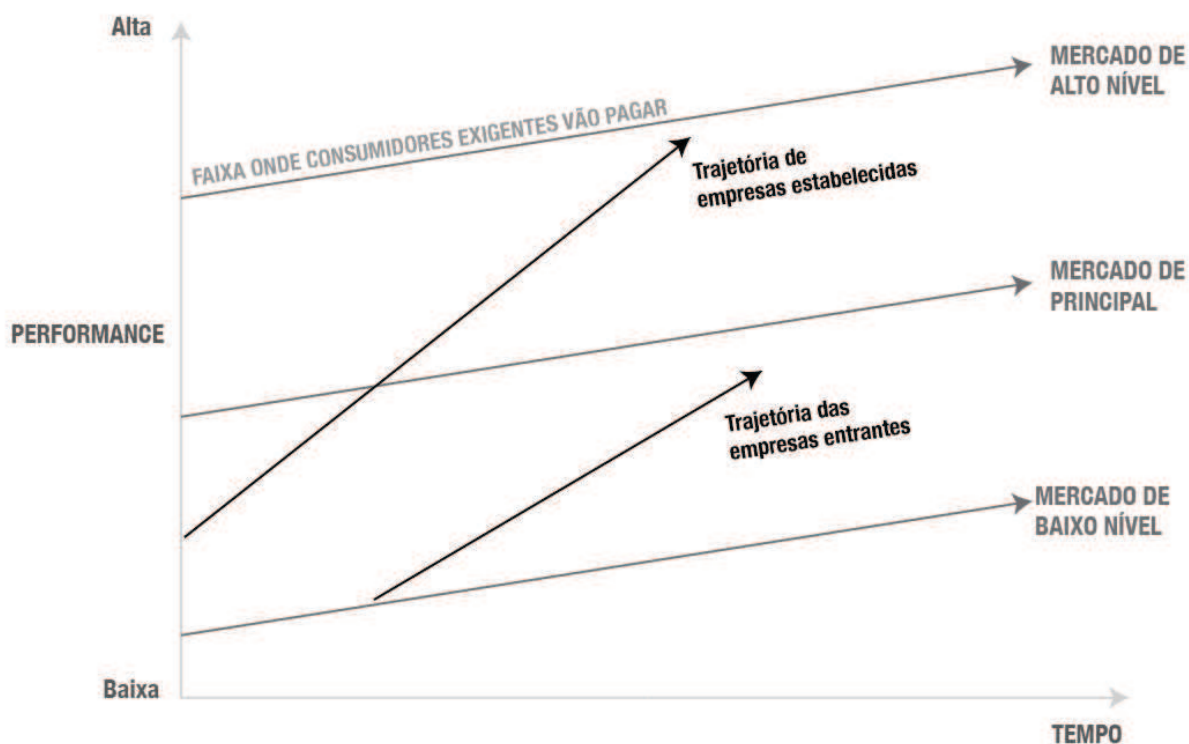 Alta
MERCADO DE
ALTO NÍVEL
FAIXA ONDE CONSUMIDORES EXIGENTES VÃO PAGAR
Trajetória de
empresas estabelecidas
MERCADO DE
PRINCIPAL
PERFORMANCE
Trajetória das
empresas entrantes
MERCADO DE
BAIXO NÍVEL
Baixa
TEMPO